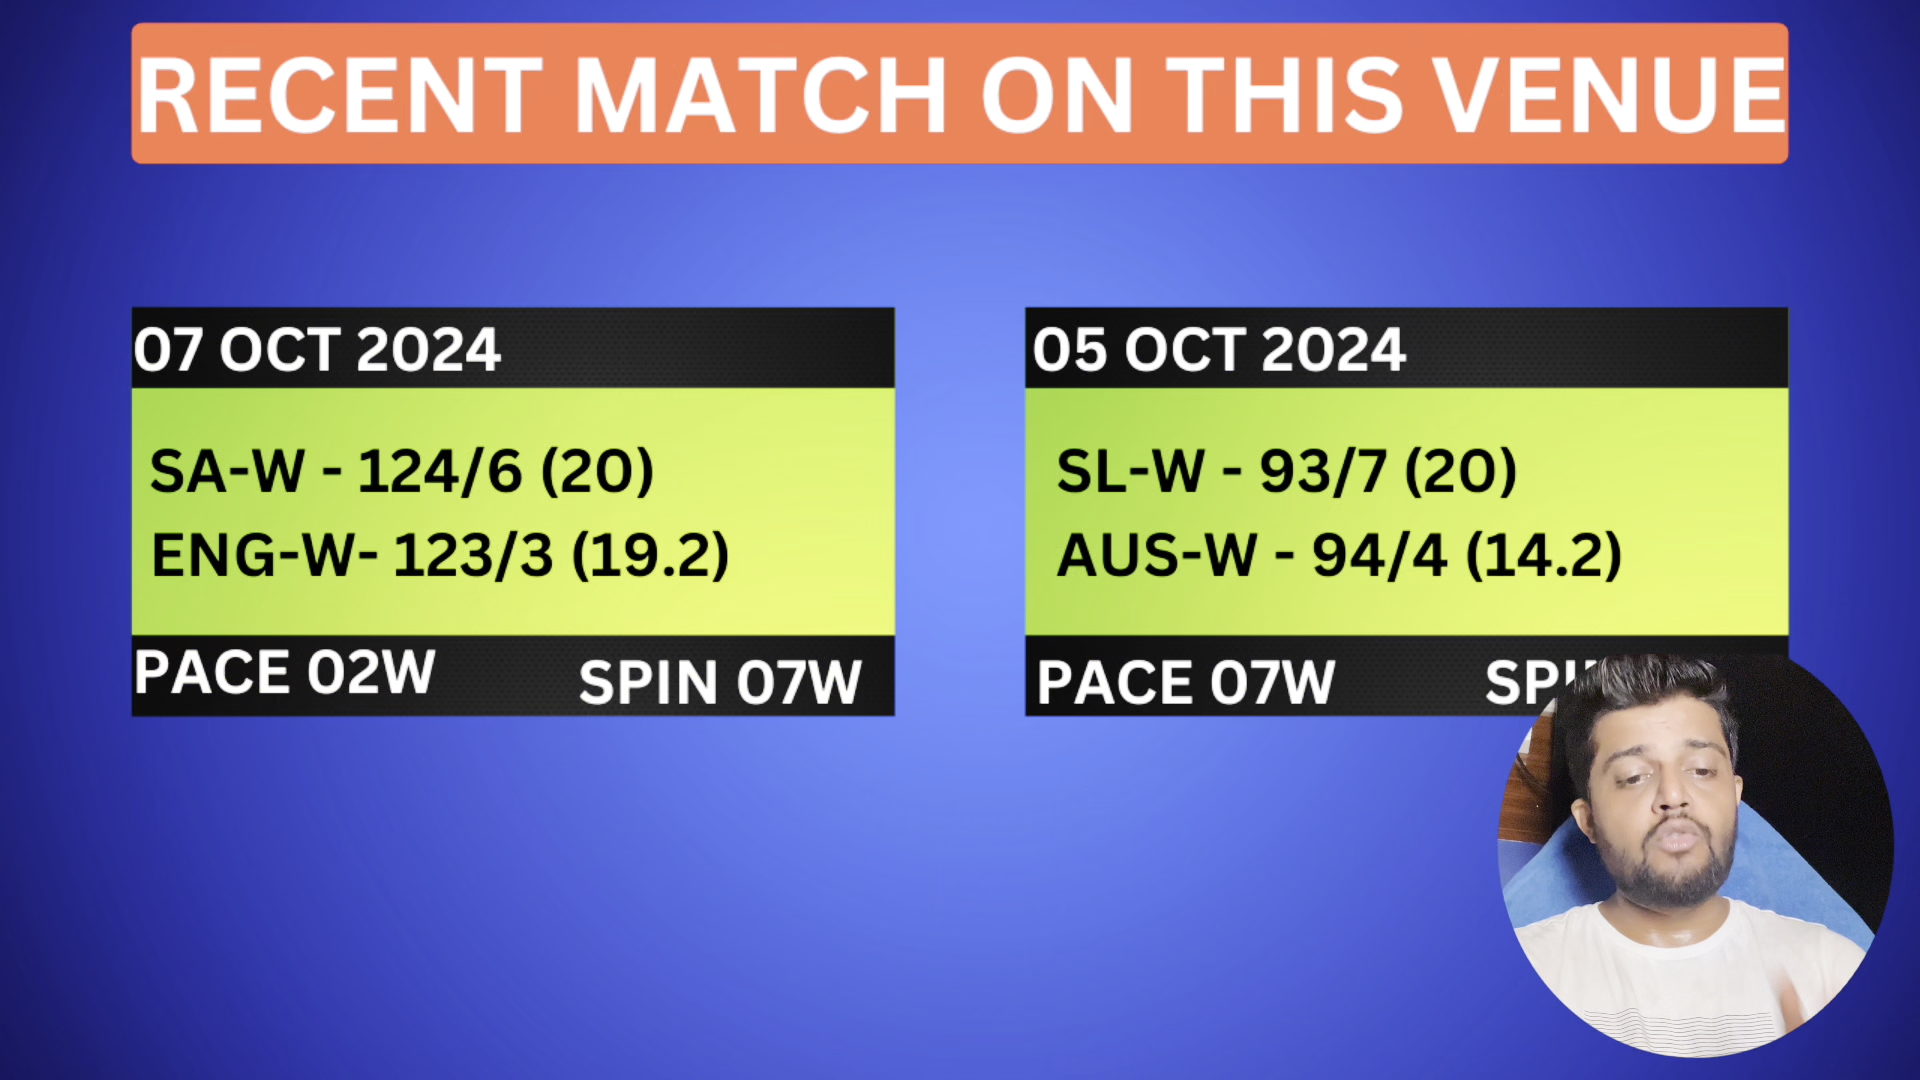 RECENT MATCH ON THIS VENUE
07 OCT 2024
SA-W - 124/6 (20)
ENG-W- 123/3 (19.2)
PACE 02W
SPIN 07W
05 OCT 2024
SL-W - 93/7 (20)
AUS-W - 94/4 (14.2)
PACE 07W